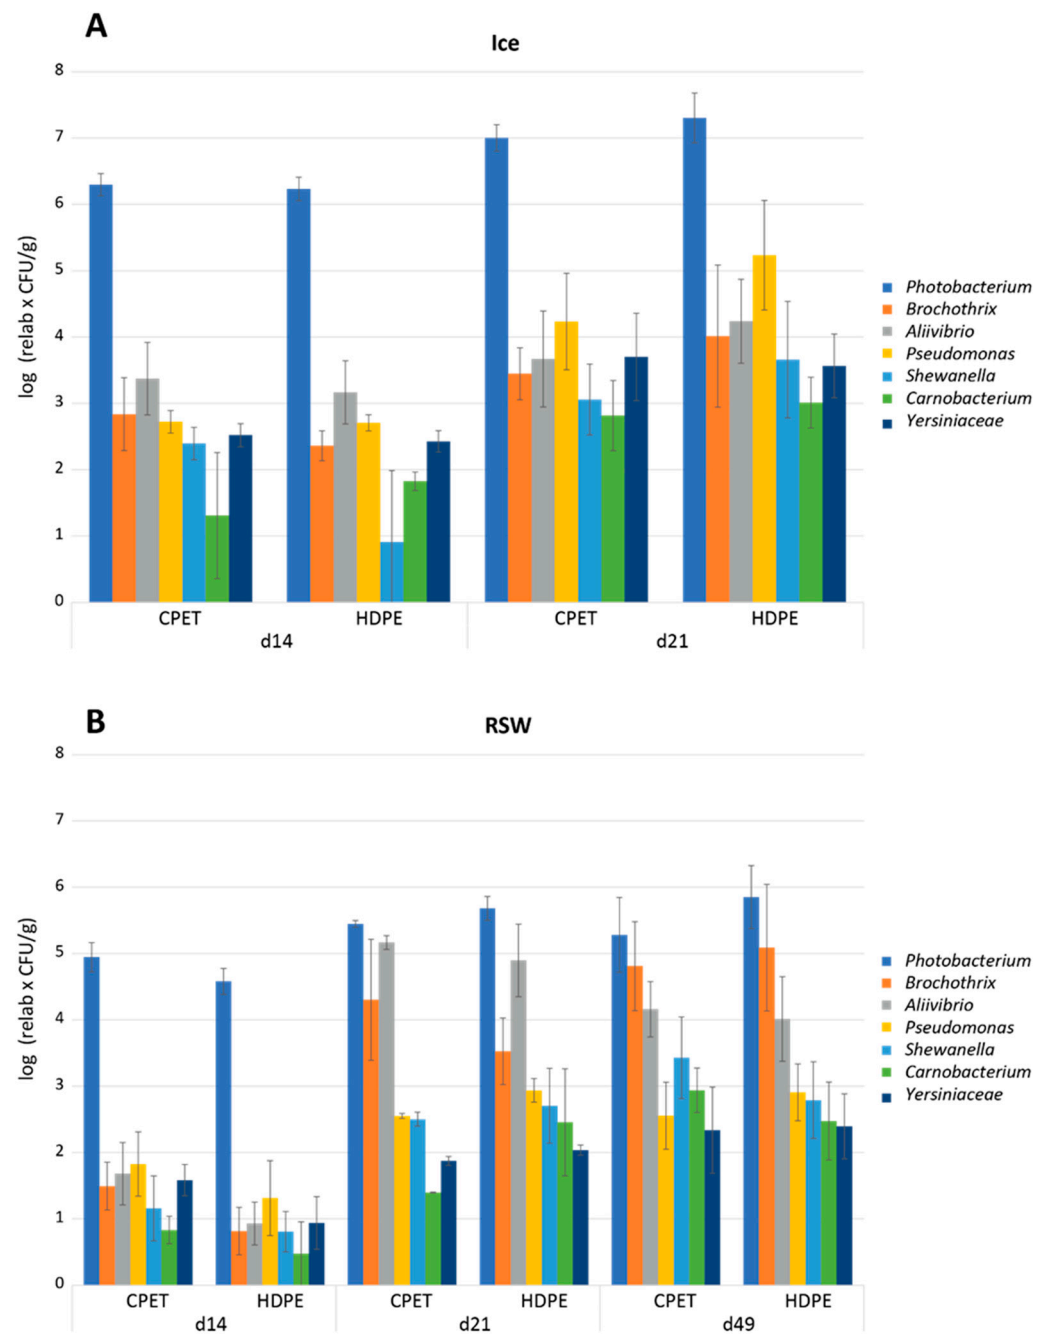 A
Ice
8
7
6
5
4
3
2
1
0
log (relab x CFU/g)
CPET HDPE CPET HDPE
d14 d21
Photobacterium
Brochothrix
Aliivibrio
Pseudomonas
Shewanella
Carnobacterium
Yersiniaceae
B
RSW
8
7
6
5
4
3
2
1
0
log (relab x CFU/g)
CPET HDPE CPET HDPE CPET HDPE
d14 d21 d49
Photobacterium
Brochothrix
Aliivibrio
Pseudomonas
Shewanella
Carnobacterium
Yersiniaceae